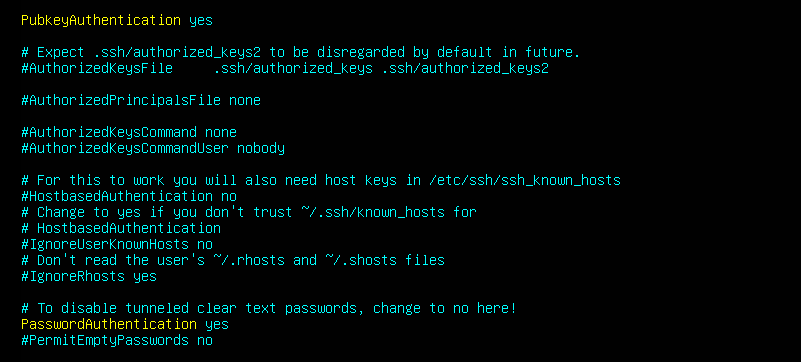 PubkeyAuthentication yes
# Expect .ssh/authorized_keys2 to be disregarded by default in future.
#AuthorizedKeysFile     .ssh/authorized_keys .ssh/authorized_keys2
#AuthorizedPrincipalsFile none
#AuthorizedKeysCommand none
#AuthorizedKeysCommandUser nobody
# For this to work you will also need host keys in /etc/ssh/ssh_known_hosts
#HostbasedAuthentication no
# Change to yes if you don't trust ~/.ssh/known_hosts for
# HostbasedAuthentication
#IgnoreUserKnownHosts no
# Don't read the user's ~/.rhosts and ~/.shosts files
#IgnoreRhosts yes
# To disable tunneled clear text passwords, change to no here!
PasswordAuthentication yes
#PermitEmptyPasswords no